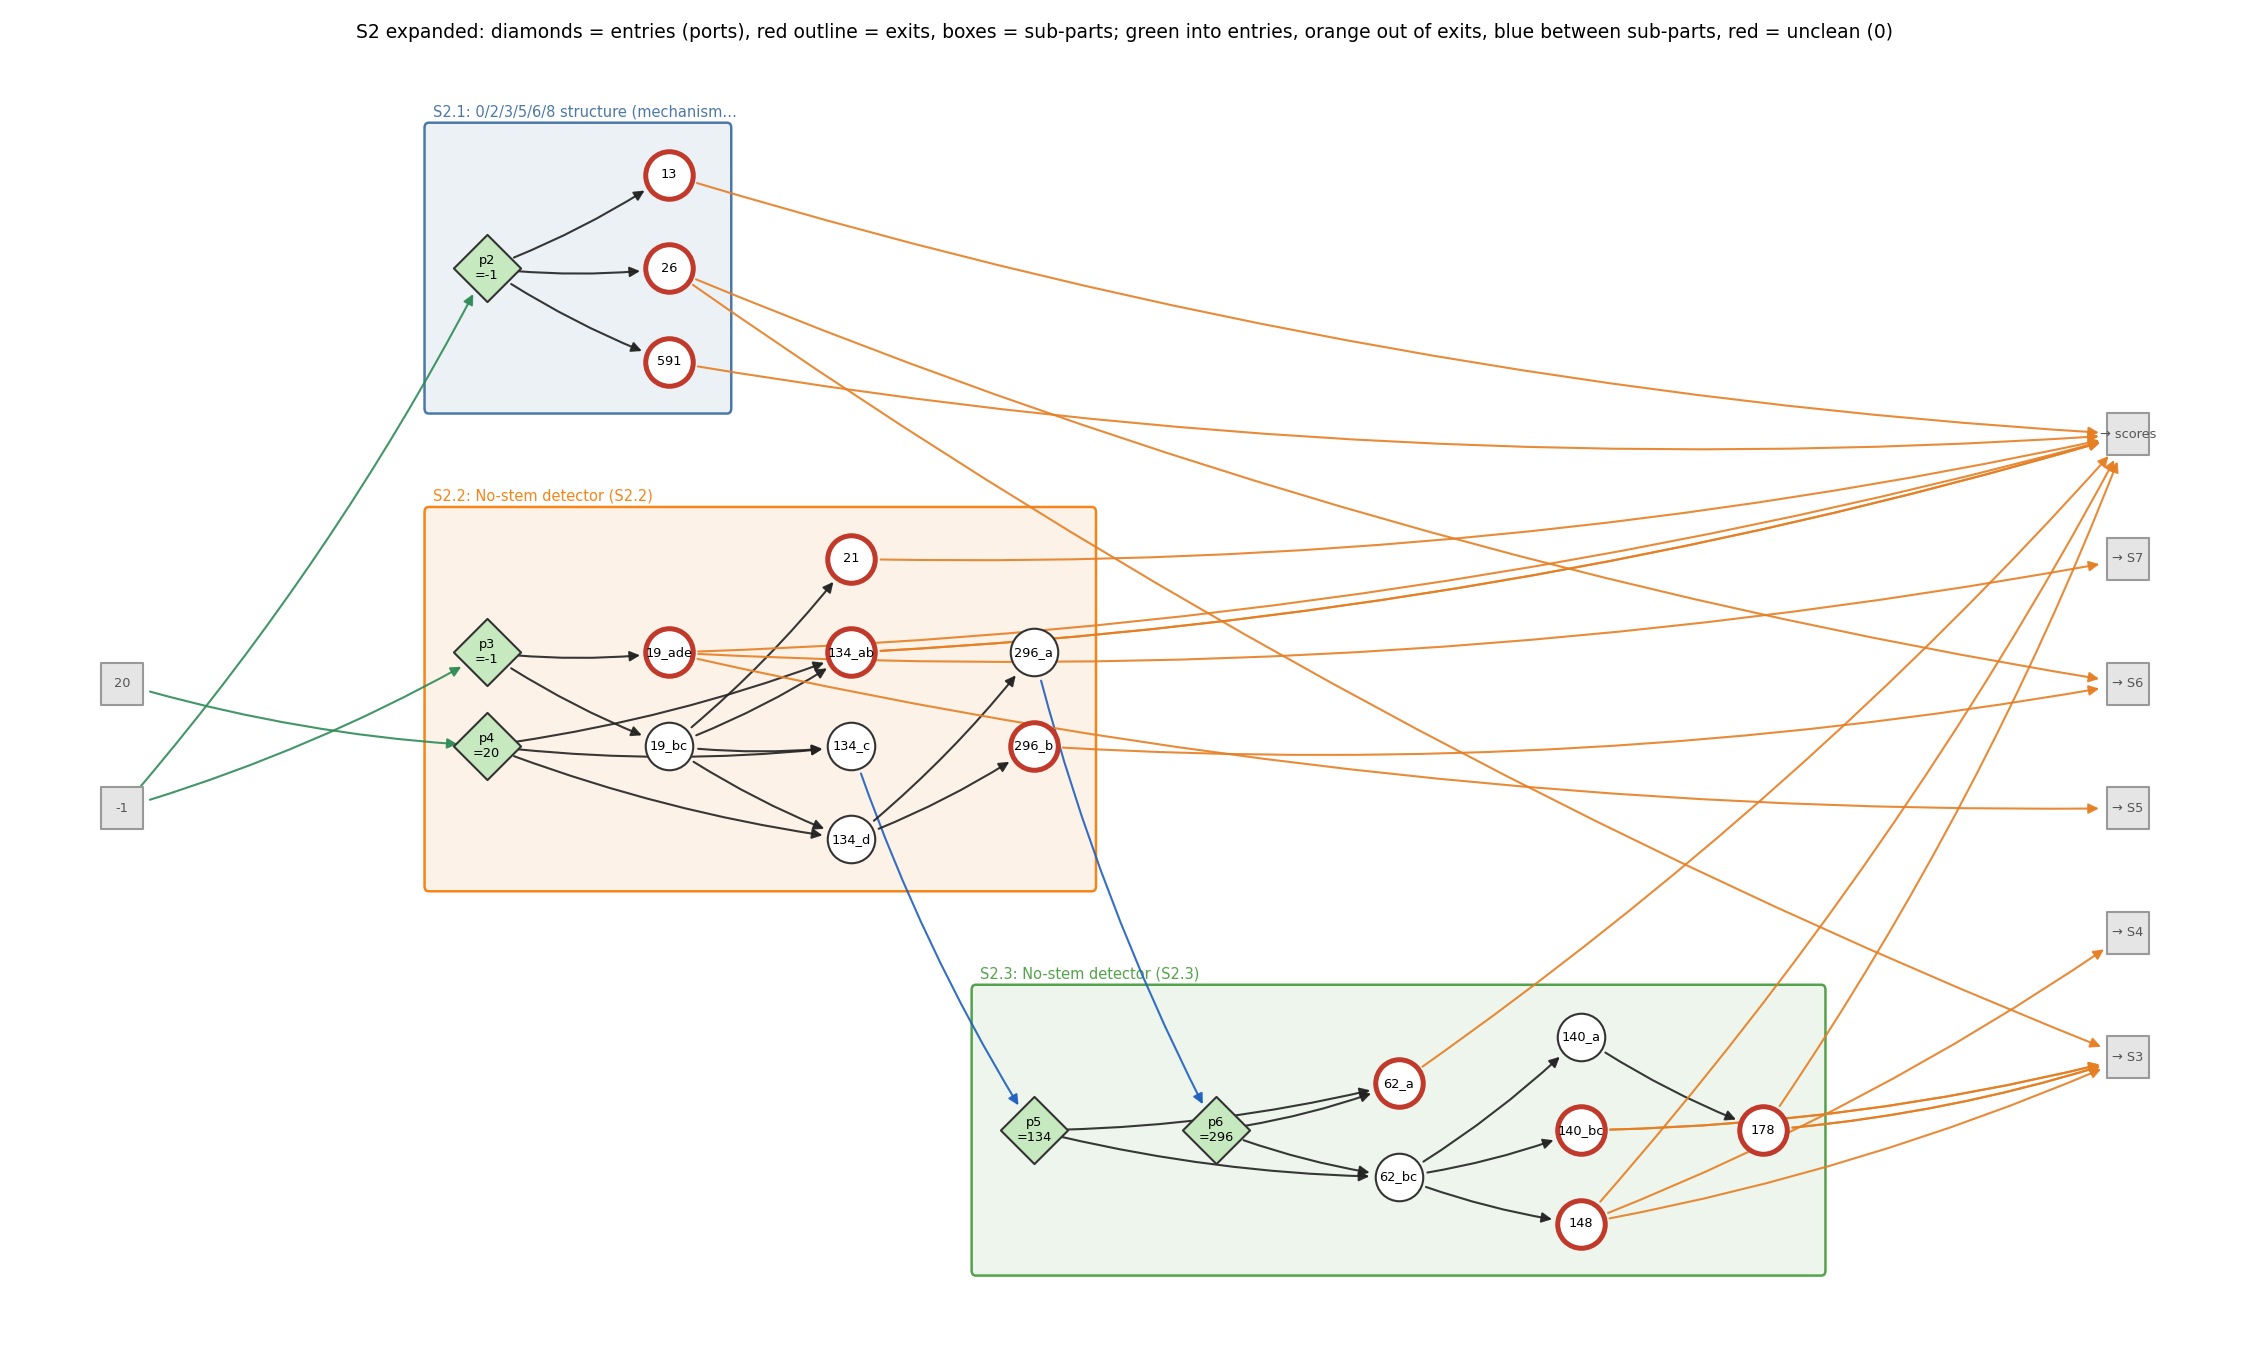 S2 expanded: diamonds = entries (ports), red outline = exits, boxes = sub-parts; green into entries, orange out of exits, blue between sub-parts, red = unclean (0)
S2.1: 0/2/3/5/6/8 structure (mechanism...
13
p2
=-1
26
591
→ scores
S2.2: No-stem detector (S2.2)
21
→ S7
p3
=-1
19_ade
134_ab
296_a
20
→ S6
p4
=20
19_bc
134_c
296_b
-1
→ S5
134_d
→ S4
S2.3: No-stem detector (S2.3)
140_a
→ S3
62_a
p5
=134
p6
=296
140_bc
178
62_bc
148